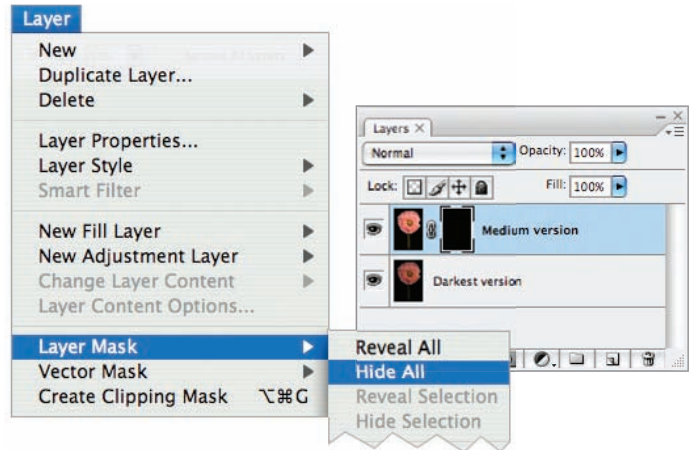 Layer
New
Duplicate Layer...
Delete
Layer Properties...
Layer Style
Smart Filter
New Fill Layer
New Adjustment Layer
Change Layer Content
Layer Content Options...
Layer Mask
Vector Mask
Create Clipping Mask ⌥⌘G
Reveal All
Hide All
Reveal Selection
Hide Selection
Layers
Normal Opacity: 100%
Lock: Fill: 100%
Medium version
Darkest version